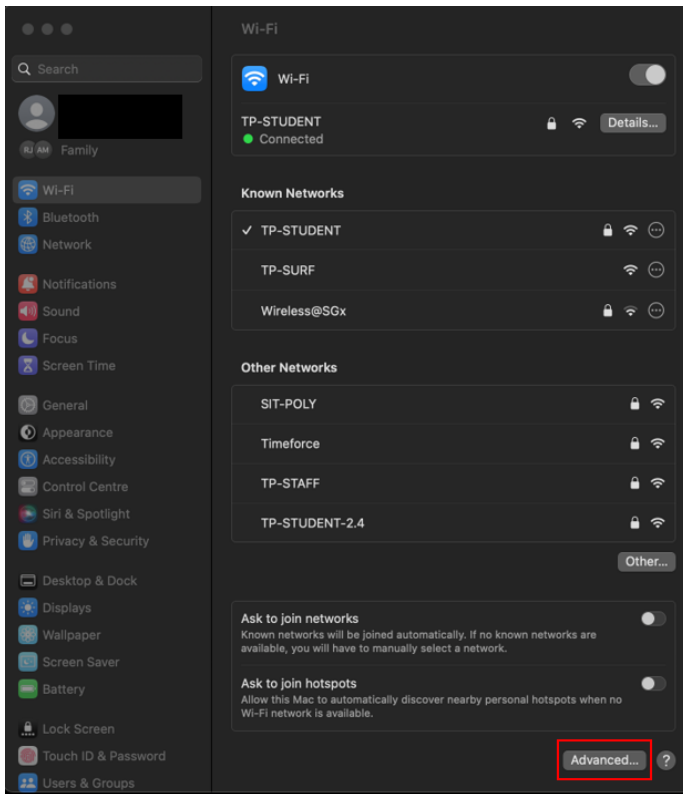 Wi-Fi
Search
RJ AM Family
Wi-Fi
Bluetooth
Network
Notifications
Sound
Focus
Screen Time
General
Appearance
Accessibility
Control Centre
Siri & Spotlight
Privacy & Security
Desktop & Dock
Displays
Wallpaper
Screen Saver
Battery
Lock Screen
Touch ID & Password
Users & Groups
Wi-Fi
TP-STUDENT
Connected
Details...
Known Networks
TP-STUDENT
TP-SURF
Wireless@SGx
Other Networks
SIT-POLY
Timeforce
TP-STAFF
TP-STUDENT-2.4
Other...
Ask to join networks
Known networks will be joined automatically. If no known networks are
available, you will have to manually select a network.
Ask to join hotspots
Allow this Mac to automatically discover nearby personal hotspots when no
Wi-Fi network is available.
Advanced... ?